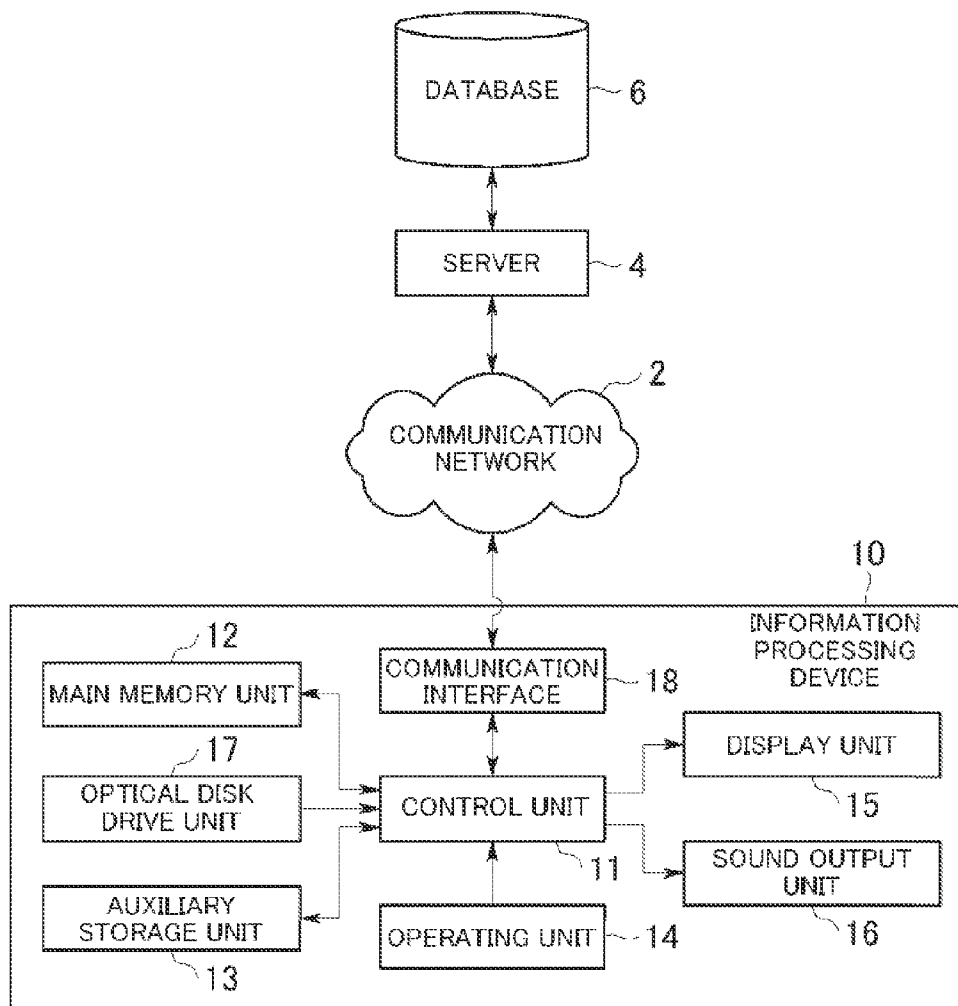 DATABASE
6
SERVER
4
2
COMMUNICATION
NETWORK
10
INFORMATION
PROCESSING
DEVICE
12
MAIN MEMORY UNIT
COMMUNICATION
INTERFACE
18
17
OPTICAL DISK
DRIVE UNIT
CONTROL UNIT
11
DISPLAY UNIT
15
AUXILIARY
STORAGE UNIT
13
OPERATING UNIT
14
SOUND OUTPUT
UNIT
16